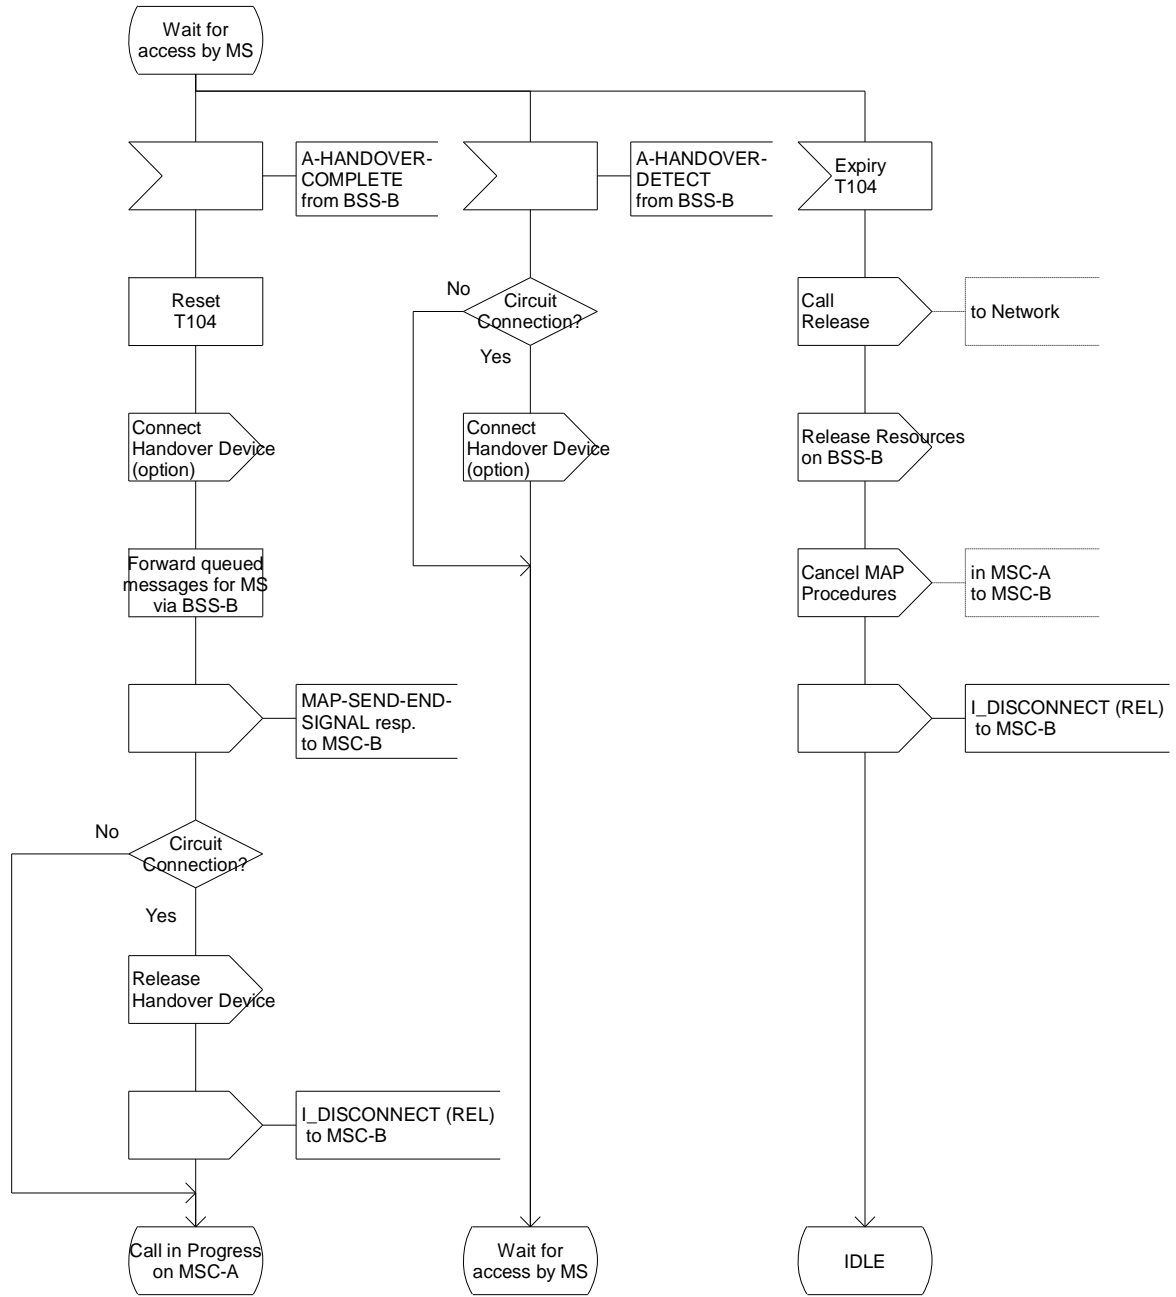 Wait for
access by MS
A-HANDOVER-
COMPLETE
from BSS-B
A-HANDOVER-
DETECT
from BSS-B
Expiry
T104
Reset
T104
No
Circuit
Connection?
Yes
Call
Release
to Network
Connect
Handover Device
(option)
Connect
Handover Device
(option)
Release Resources
on BSS-B
Forward queued
messages for MS
via BSS-B
Cancel MAP
Procedures
in MSC-A
to MSC-B
MAP-SEND-END-
SIGNAL resp.
to MSC-B
I_DISCONNECT (REL)
to MSC-B
No
Circuit
Connection?
Yes
Release
Handover Device
I_DISCONNECT (REL)
to MSC-B
Call in Progress
on MSC-A
Wait for
access by MS
IDLE